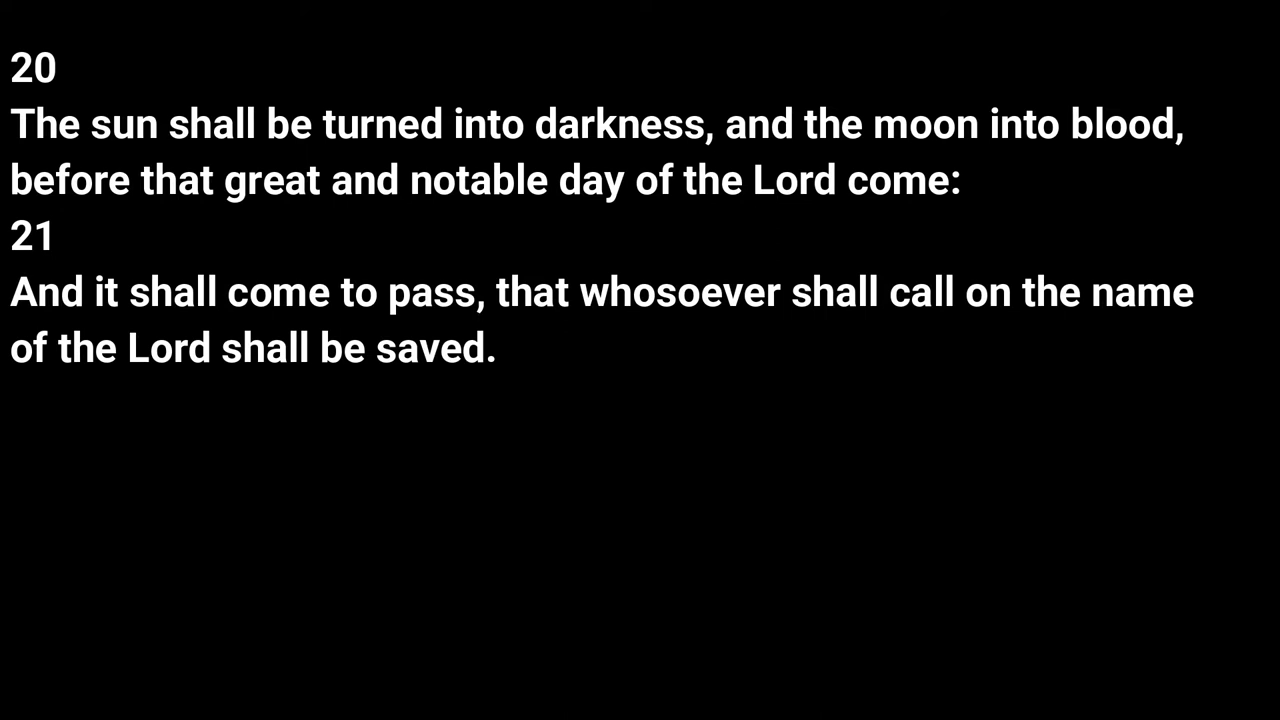 20
The sun shall be turned into darkness, and the moon into blood,
before that great and notable day of the Lord come:
21
And it shall come to pass, that whosoever shall call on the name
of the Lord shall be saved.